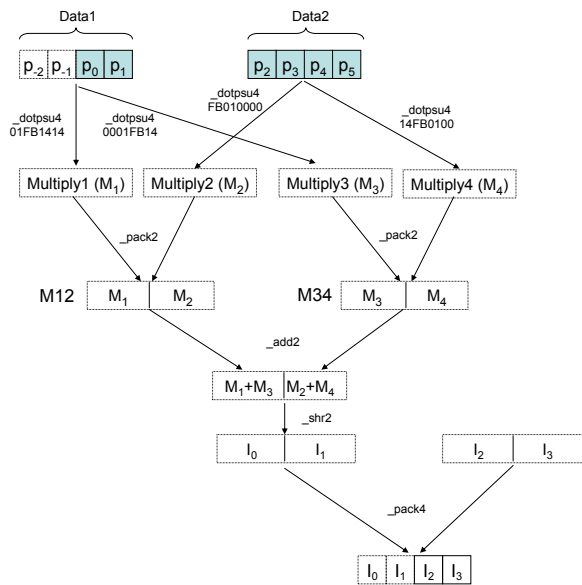 Data1 Data2
p-2 p-1 p0 p1 p2 p3 p4 p5
_dotpsu4 _dotpsu4 _dotpsu4 _dotpsu4
01FB1414 0001FB14 FB010000 14FB0100
Multiply1 (M1) Multiply2 (M2) Multiply3 (M3) Multiply4 (M4)
_pack2 _pack2
M12 M1 M2 M34 M3 M4
_add2
M1+M3 M2+M4
_shr2
I0 I1 I2 I3
_pack4
I0 I1 I2 I3